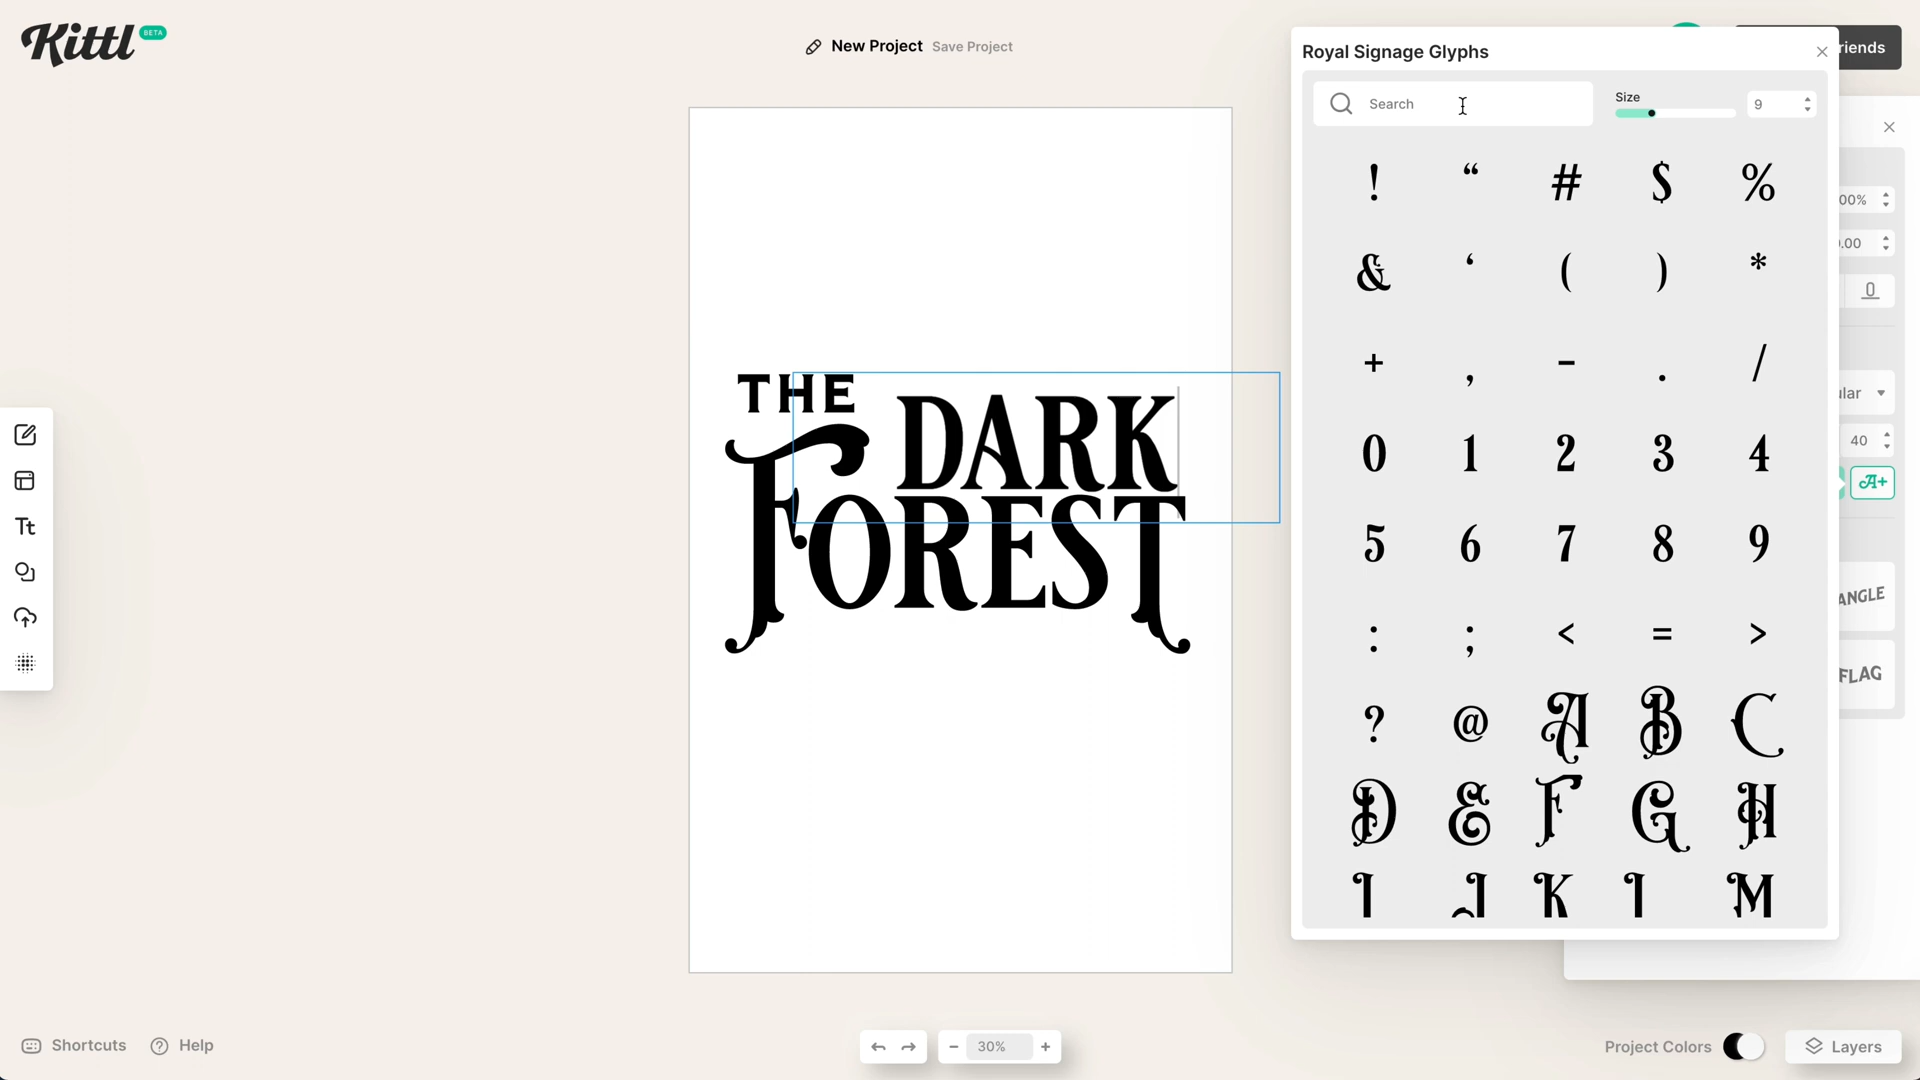 Kittl BETA
New Project Save Project
riends
Royal Signage Glyphs
Search
Size
9
! “ # $ %
& ‘ ( ) *
+ , - . /
0 1 2 3 4
5 6 7 8 9
: ; < = >
? @ A B C
D E F G H
I J K L M
00%
.00
0
lar
40
A+
ANGLE
FLAG
THE
DARK
FOREST
Tt
Shortcuts
Help
30%
Project Colors
Layers